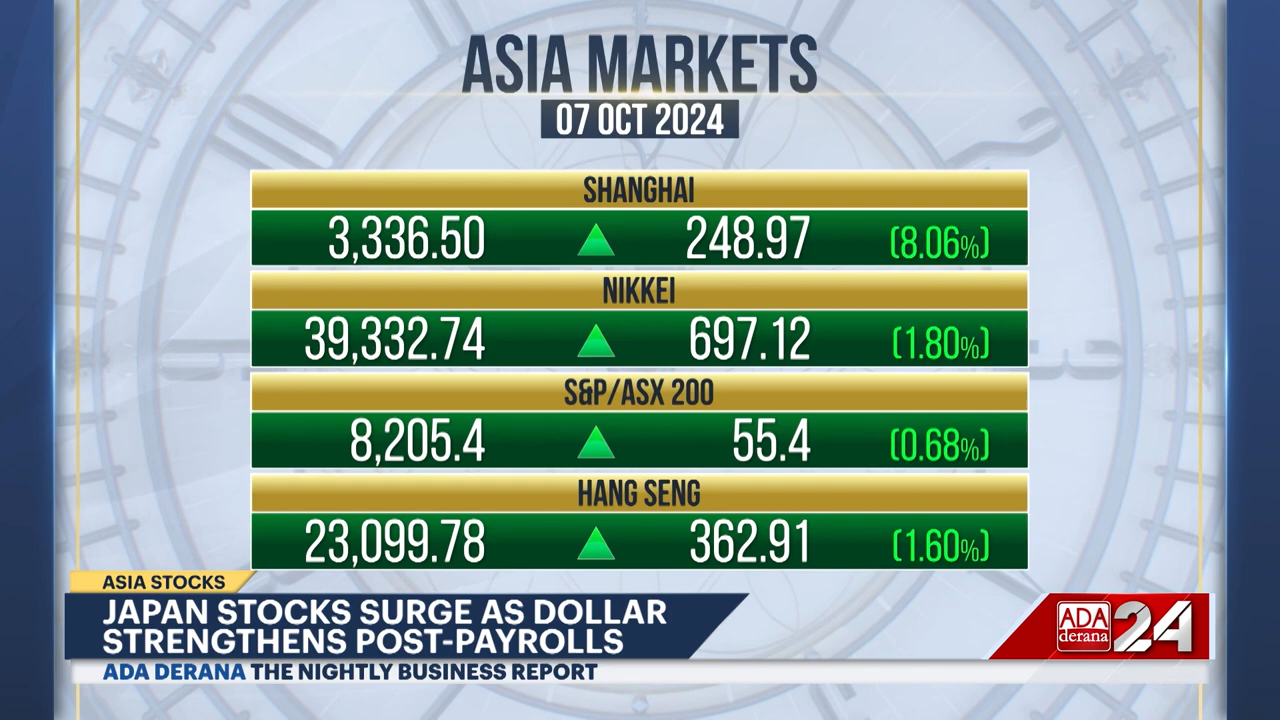 ASIA MARKETS
07 OCT 2024
SHANGHAI
3,336.50 ▲ 248.97 (8.06%)
NIKKEI
39,332.74 ▲ 697.12 (1.80%)
S&P/ASX 200
8,205.4 ▲ 55.4 (0.68%)
HANG SENG
23,099.78 ▲ 362.91 (1.60%)
ASIA STOCKS
JAPAN STOCKS SURGE AS DOLLAR
STRENGTHENS POST-PAYROLLS
ADA DERANA THE NIGHTLY BUSINESS REPORT
ADA
derana
24